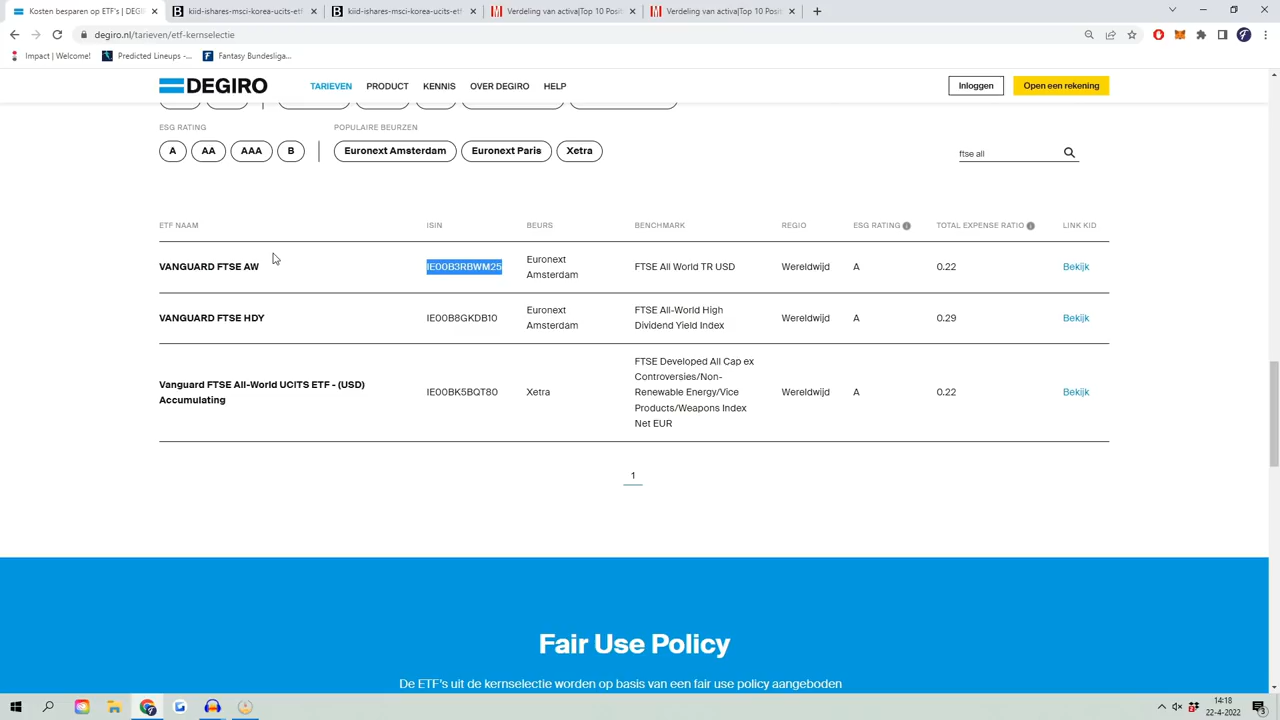 Kosten besparen op ETF's | DEGI
kiid-ishares-msci-korea-ucits-etf
kiid-ishares-msci-korea-ucits-et
Verdeling van activa|Top 10 Posit
Verdeling van activa|Top 10 Posi
degiro.nl/tarieven/etf-kernselectie
Impact | Welcome!
Predicted Lineups -...
Fantasy Bundesliga...
DEGIRO
TARIEVEN
PRODUCT
KENNIS
OVER DEGIRO
HELP
Inloggen
Open een rekening
ESG RATING
POPULAIRE BEURZEN
A
AA
AAA
B
Euronext Amsterdam
Euronext Paris
Xetra
ftse all
ETF NAAM
ISIN
BEURS
BENCHMARK
REGIO
ESG RATING
TOTAL EXPENSE RATIO
LINK KID
VANGUARD FTSE AW
IE00B3RBWM25
Euronext
Amsterdam
FTSE All World TR USD
Wereldwijd
A
0.22
Bekijk
VANGUARD FTSE HDY
IE00B8GKDB10
Euronext
Amsterdam
FTSE All-World High
Dividend Yield Index
Wereldwijd
A
0.29
Bekijk
Vanguard FTSE All-World UCITS ETF - (USD)
Accumulating
IE00BK5BQT80
Xetra
FTSE Developed All Cap ex
Controversies/Non-
Renewable Energy/Vice
Products/Weapons Index
Net EUR
Wereldwijd
A
0.22
Bekijk
1
Fair Use Policy
De ETF's uit de kernselectie worden op basis van een fair use policy aangeboden
14:18
22-4-2022